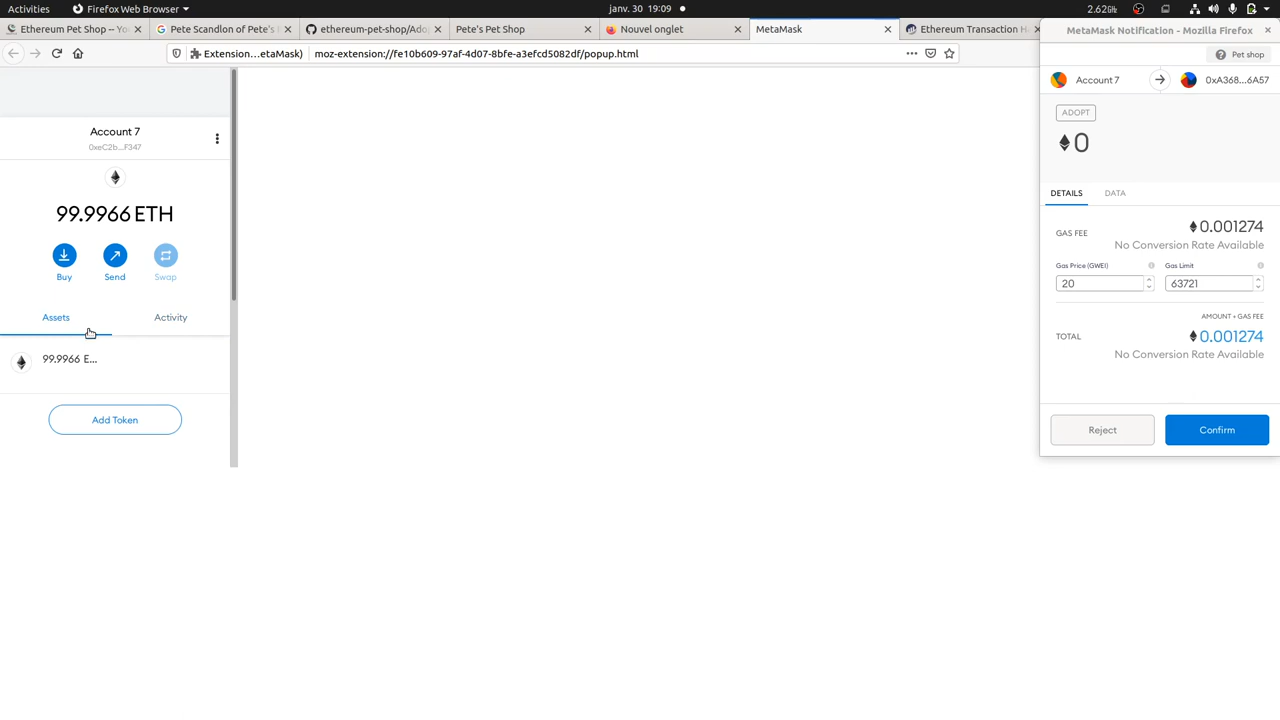 Activities
Firefox Web Browser
janv. 30 19:09
2.62
Ethereum Pet Shop -- You
Pete Scandlon of Pete's
ethereum-pet-shop/Ado
Pete's Pet Shop
Nouvel onglet
MetaMask
Ethereum Transaction H
MetaMask Notification - Mozilla Firefox
Extension...etaMask)
moz-extension://fe10b609-97af-4d07-8bfe-a3efcd5082df/popup.html
Account 7
0xeC2b...F347
99.9966 ETH
Buy
Send
Swap
Assets
Activity
99.9966 E...
Add Token
Pet shop
Account 7
0xA368...6A57
ADOPT
0
DETAILS
DATA
GAS FEE
0.001274
No Conversion Rate Available
Gas Price (GWEI)
Gas Limit
20
63721
AMOUNT + GAS FEE
TOTAL
0.001274
No Conversion Rate Available
Reject
Confirm